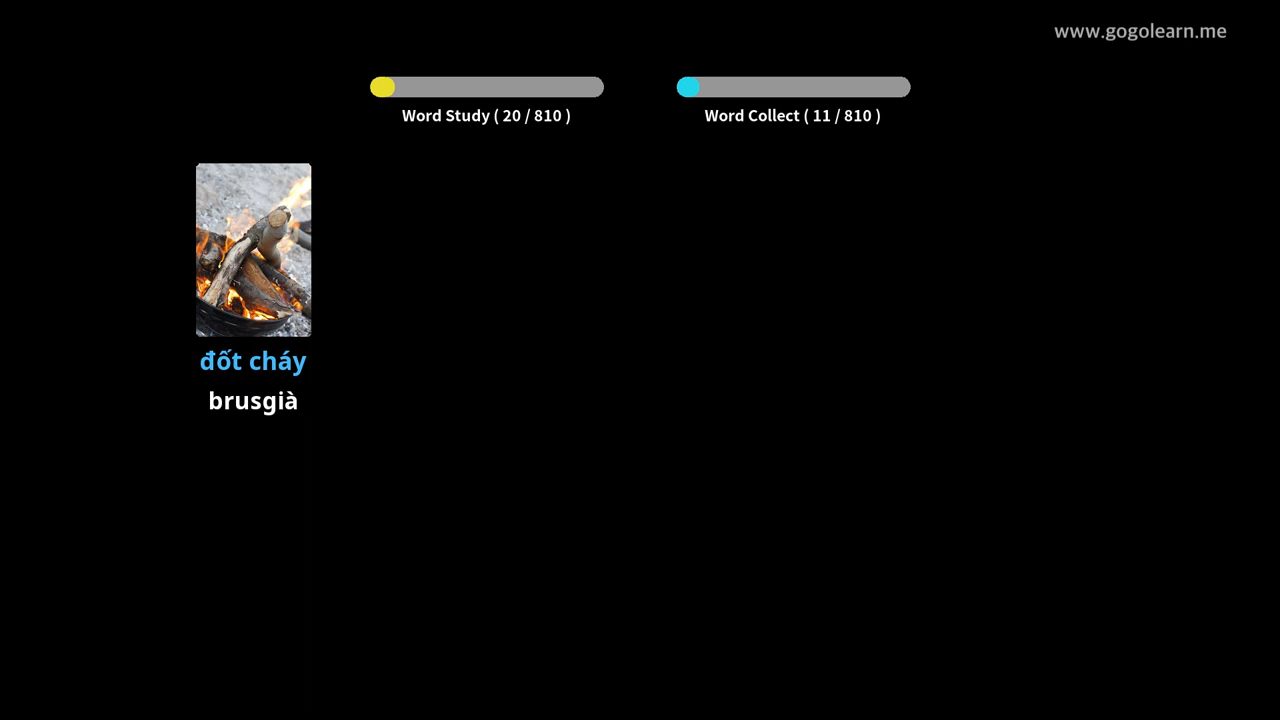 www.gogolearn.me
Word Study ( 20 / 810 )
Word Collect ( 11 / 810 )
đốt cháy
brusgià